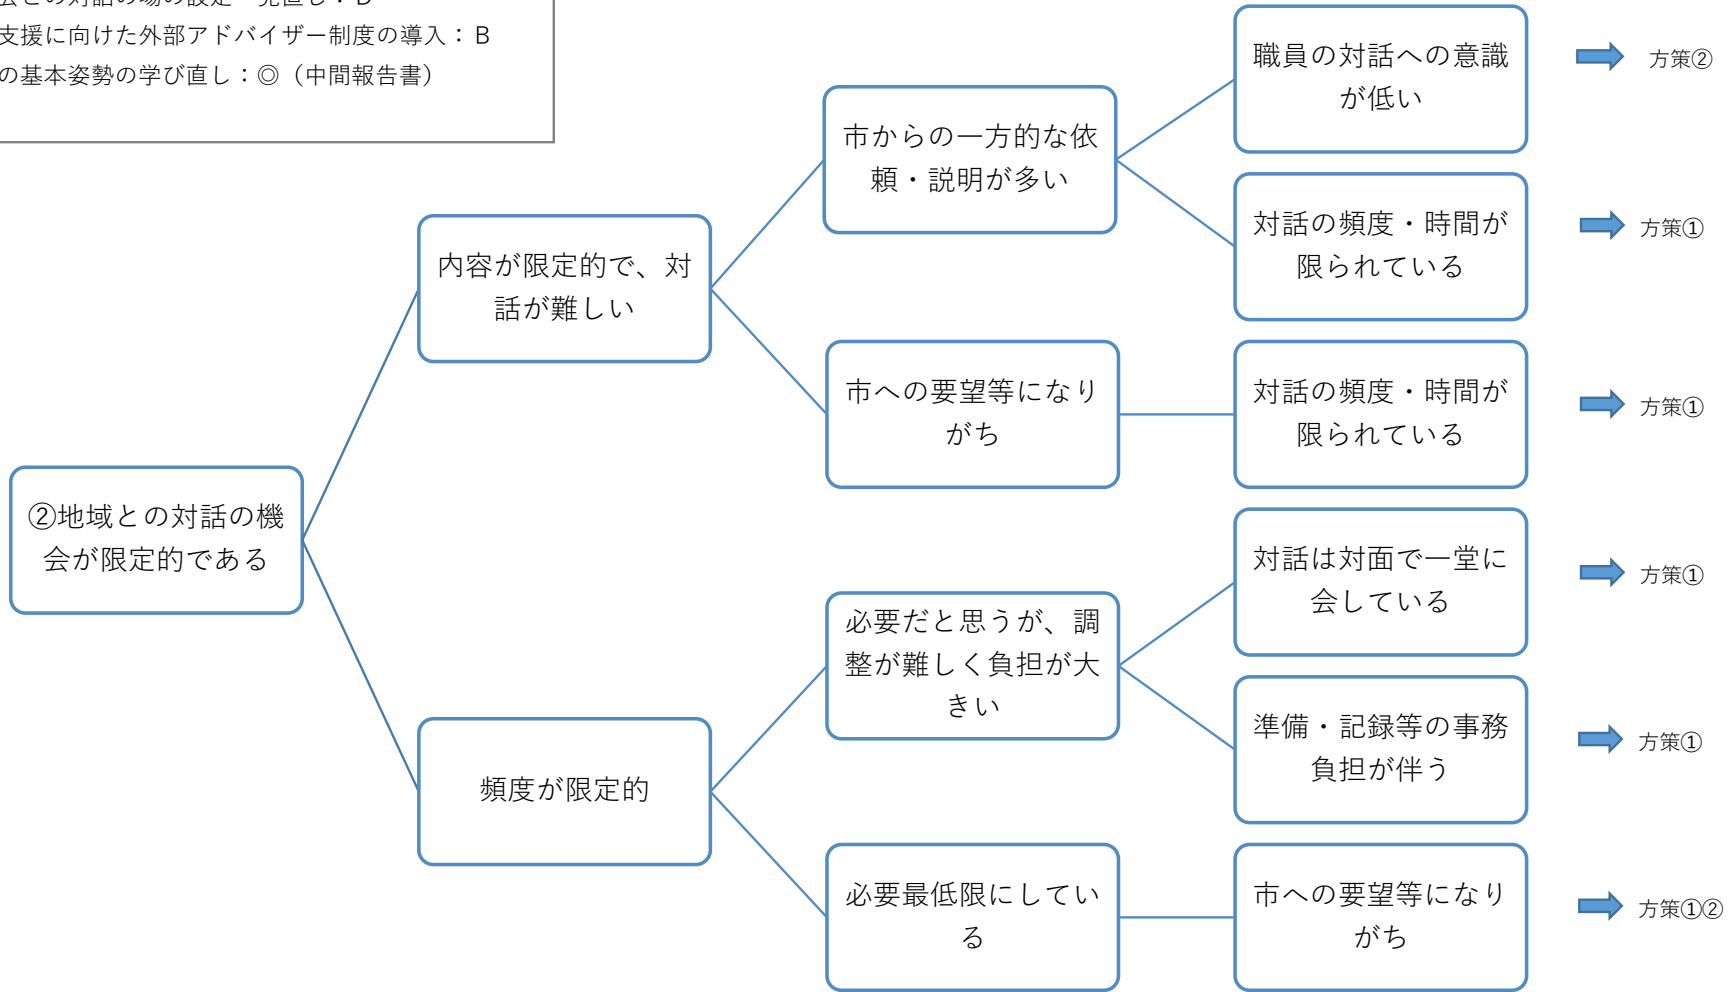 支援に向けた外部アドバイザー制度の導入：B
の基本姿勢の学び直し：◎（中間報告書）
②地域との対話の機
会が限定的である
内容が限定的で、対
話が難しい
頻度が限定的
市からの一方的な依
頼・説明が多い
市への要望等になり
がち
必要だと思うが、調
整が難しく負担が大
きい
必要最低限にしてい
る
職員の対話への意識
が低い
方策②
対話の頻度・時間が
限られている
方策①
対話の頻度・時間が
限られている
方策①
対話は対面で一堂に
会している
方策①
準備・記録等の事務
負担が伴う
方策①
市への要望等になり
がち
方策①②